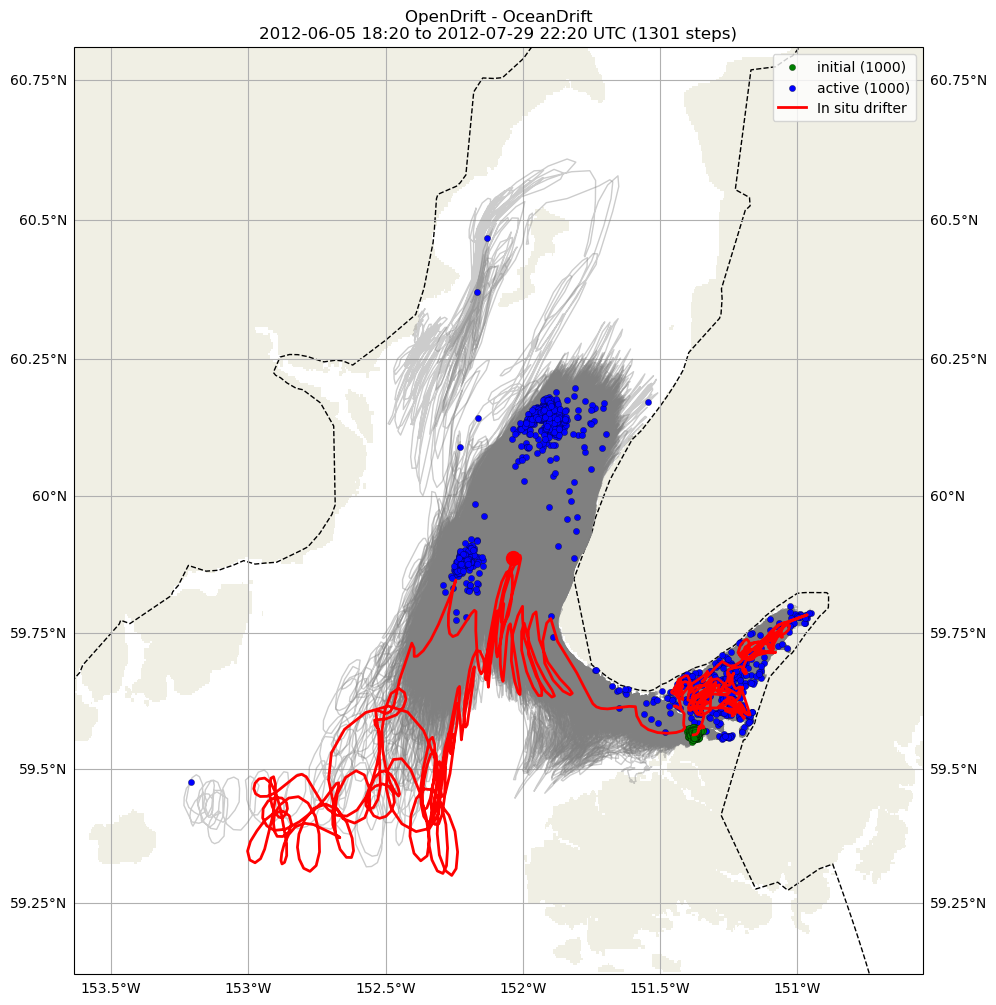 OpenDrift - OceanDrift
2012-06-05 18:20 to 2012-07-29 22:20 UTC (1301 steps)
initial (1000)
active (1000)
In situ drifter
60.75°N
60.75°N
60.5°N
60.5°N
60.25°N
60.25°N
60°N
60°N
59.75°N
59.75°N
59.5°N
59.5°N
59.25°N
59.25°N
153.5°W
153°W
152.5°W
152°W
151.5°W
151°W